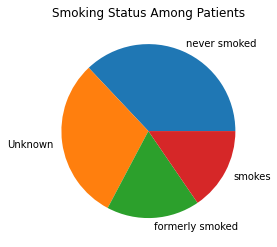 Smoking Status Among Patients
never smoked
Unknown
smokes
formerly smoked